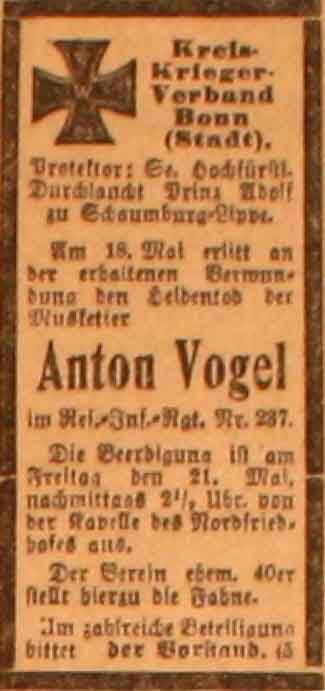 Kreis-
Krieger-
Verband
Bonn
(Stadt).
Protektor: Se. Hochfürstl.
Durchlaucht Prinz Adolf
zu Schaumburg-Lippe.
Am 18. Mai erlitt an
der erhaltenen Verwun-
dung den Heldentod der
Musketier
Anton Vogel
im Res.-Inf.-Rgt. Nr. 237.
Die Beerdigung ist am
Freitag den 21. Mai,
nachmittags 2½ Uhr, von
der Kapelle des Nordfried-
hofes aus.
Der Verein ehem. 40er
stellt hierzu die Fahne.
Um zahlreiche Beteiligung
bittet der Vorstand. (5